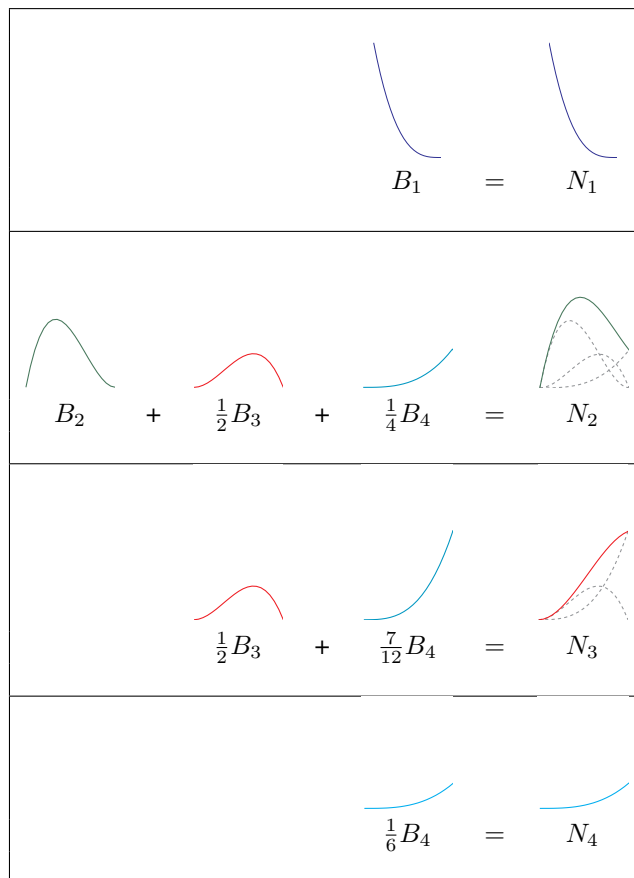 B₁ = N₁
B₂ + ½B₃ + ¼B₄ = N₂
½B₃ + 7/12 B₄ = N₃
⅙B₄ = N₄